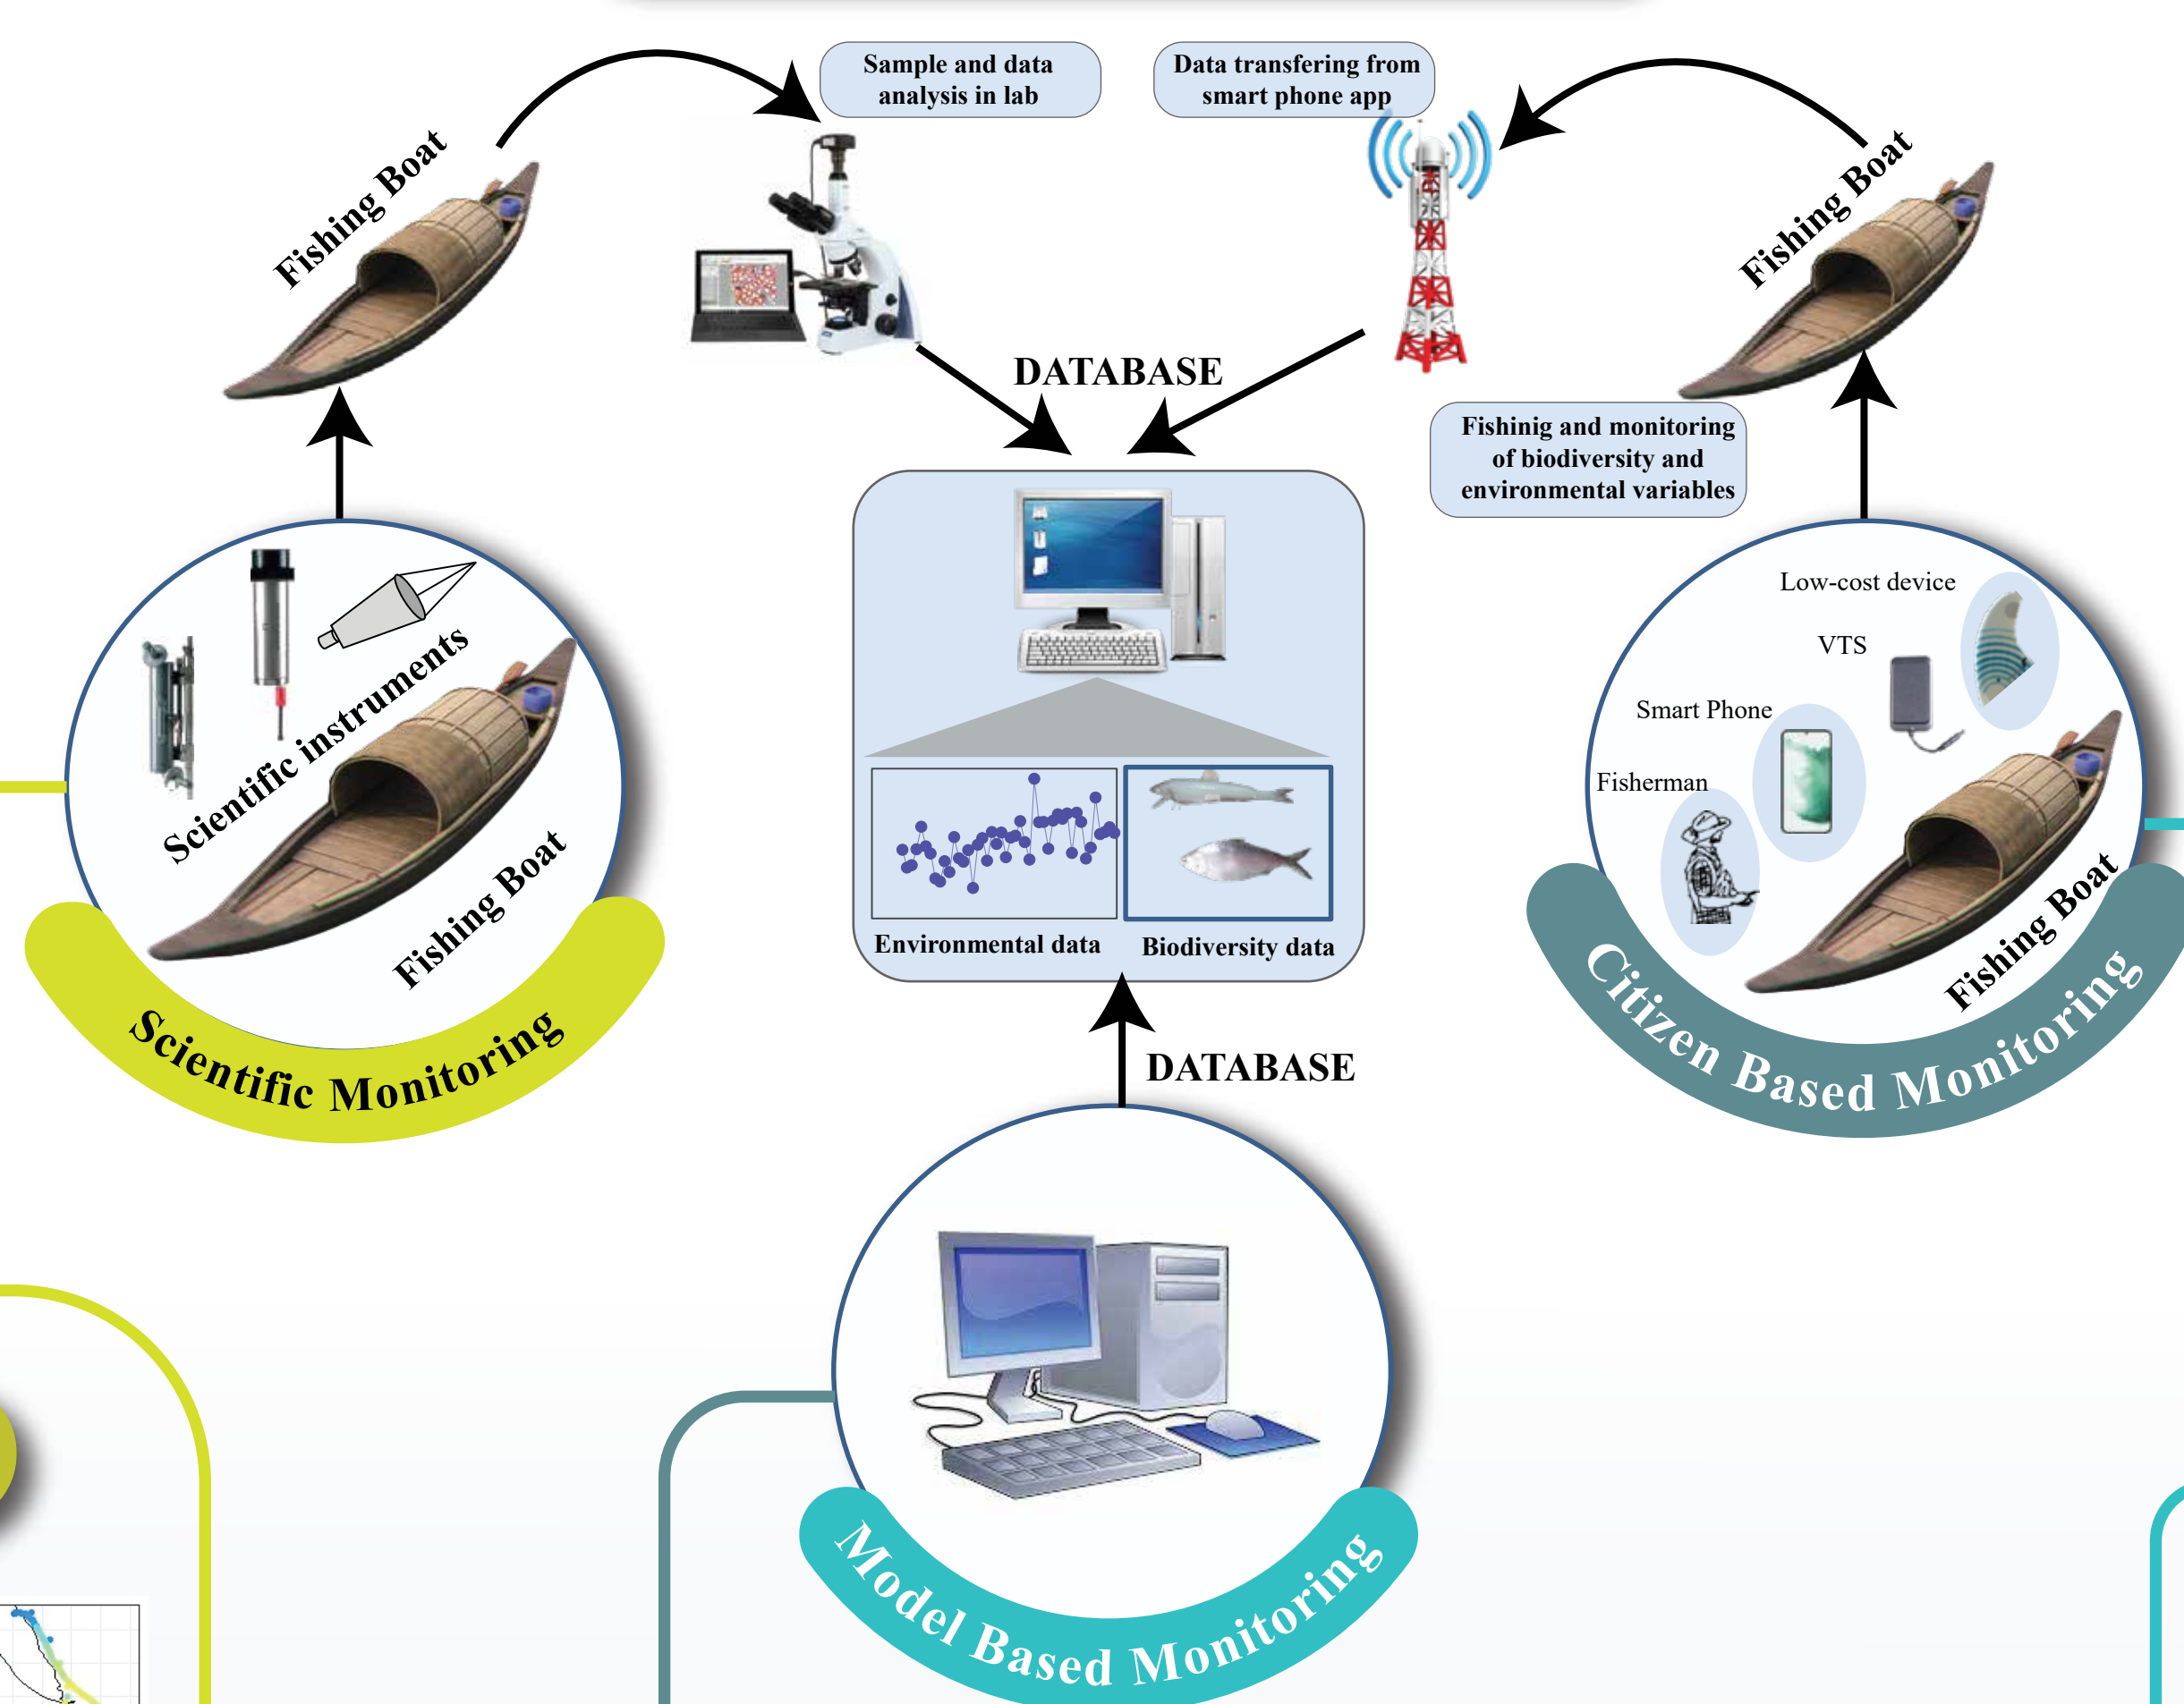 Sample and data
analysis in lab
Data transfering from
smart phone app
Fishing Boat
Fishing Boat
DATABASE
Fishinig and monitoring
of biodiversity and
environmental variables
Scientific instruments
Fishing Boat
Scientific Monitoring
Environmental data
Biodiversity data
Low-cost device
VTS
Smart Phone
Fisherman
Fishing Boat
Citizen Based Monitoring
DATABASE
Model Based Monitoring